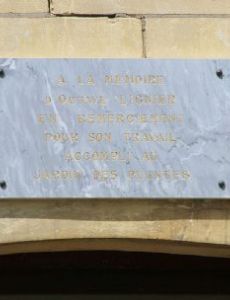 A LA MEMOIRE
D'OCTAVE LIGNIER
EN REMERCIEMENT
POUR SON TRAVAIL
ACCOMPLI AU
JARDIN DES PLANTES